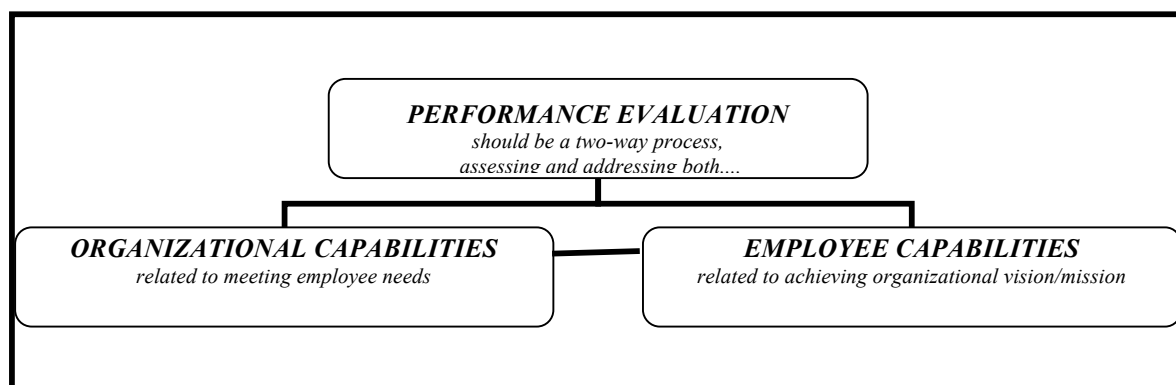 PERFORMANCE EVALUATION
should be a two-way process,
assessing and addressing both....
ORGANIZATIONAL CAPABILITIES
related to meeting employee needs
EMPLOYEE CAPABILITIES
related to achieving organizational vision/mission